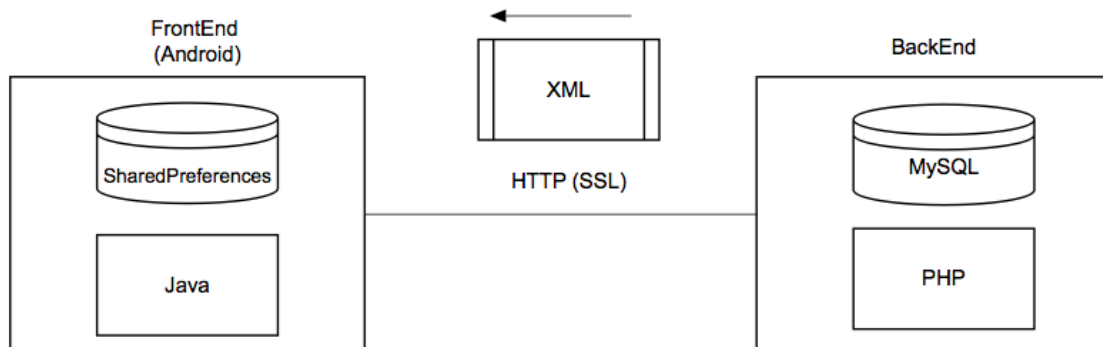 FrontEnd
(Android)
SharedPreferences
Java
XML
HTTP (SSL)
BackEnd
MySQL
PHP